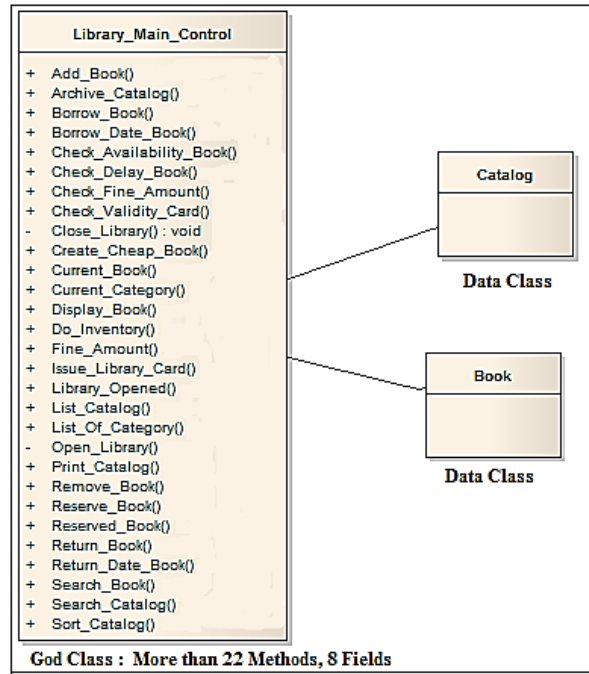 Library_Main_Control
+ Add_Book()
+ Archive_Catalog()
+ Borrow_Book()
+ Borrow_Date_Book()
+ Check_Availability_Book()
+ Check_Delay_Book()
+ Check_Fine_Amount()
+ Check_Validity_Card()
- Close_Library() : void
+ Create_Cheap_Book()
+ Current_Book()
+ Current_Category()
+ Display_Book()
+ Do_Inventory()
+ Fine_Amount()
+ Issue_Library_Card()
+ Library_Opened()
+ List_Catalog()
+ List_Of_Category()
- Open_Library()
+ Print_Catalog()
+ Remove_Book()
+ Reserve_Book()
+ Reserved_Book()
+ Return_Book()
+ Return_Date_Book()
+ Search_Book()
+ Search_Catalog()
+ Sort_Catalog()
God Class : More than 22 Methods, 8 Fields
Catalog
Data Class
Book
Data Class